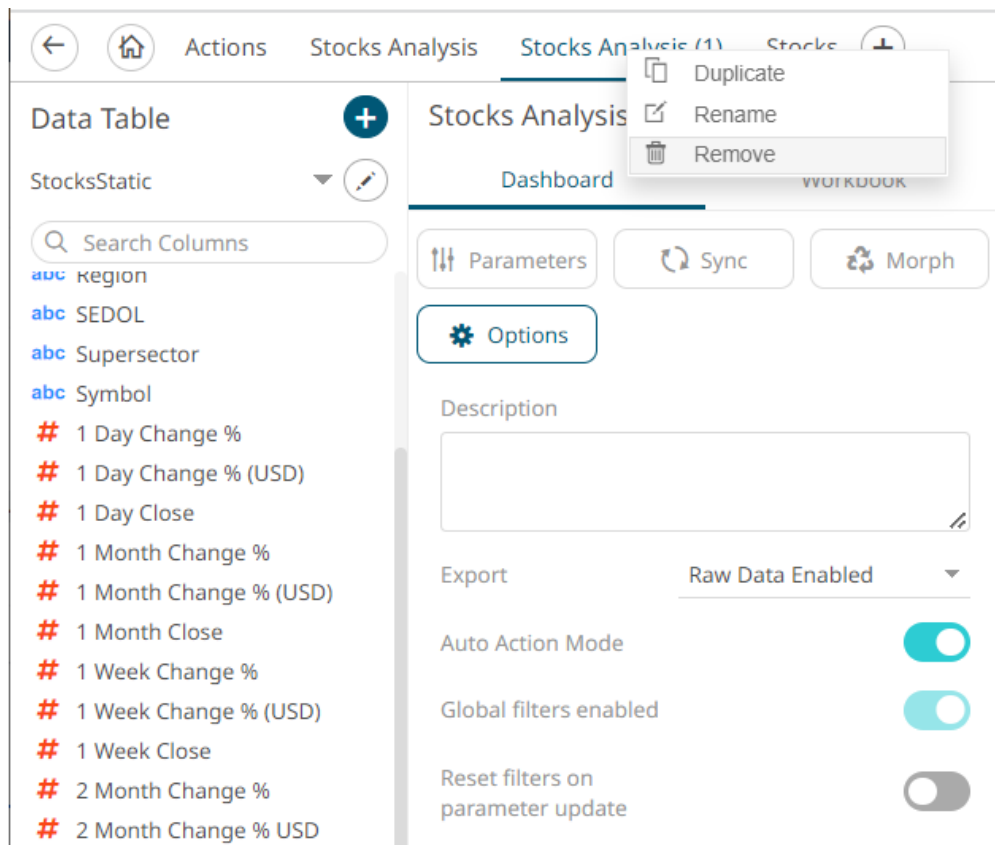 Actions Stocks Analysis Stocks Analysis (1) Stocks
Duplicate
Rename
Remove
Data Table
StocksStatic
Search Columns
abc Region
abc SEDOL
abc Supersector
abc Symbol
# 1 Day Change %
# 1 Day Change % (USD)
# 1 Day Close
# 1 Month Change %
# 1 Month Change % (USD)
# 1 Month Close
# 1 Week Change %
# 1 Week Change % (USD)
# 1 Week Close
# 2 Month Change %
# 2 Month Change % USD
Stocks Analysis
Dashboard Workbook
Parameters Sync Morph
Options
Description
Export Raw Data Enabled
Auto Action Mode
Global filters enabled
Reset filters on
parameter update